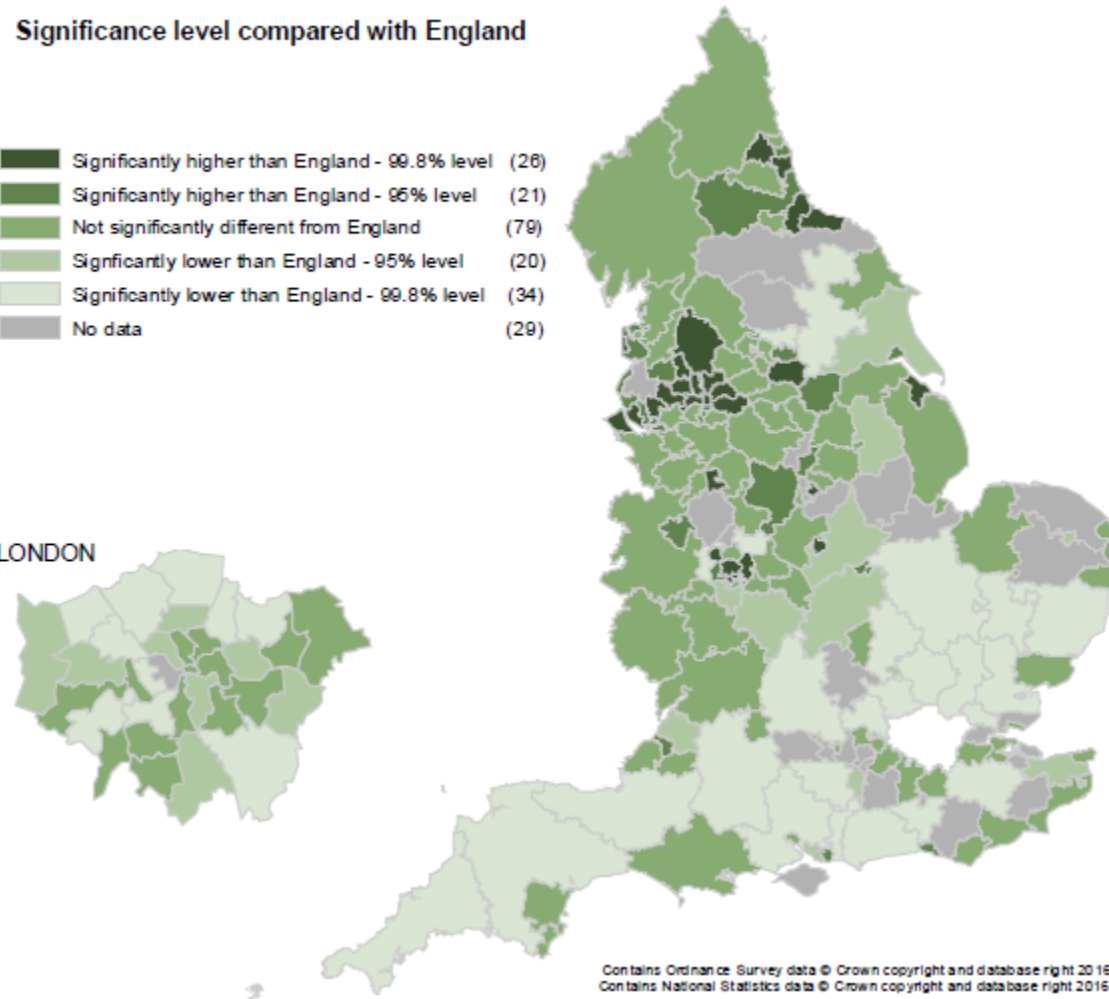 Significance level compared with England
Significantly higher than England - 99.8% level (26)
Significantly higher than England - 95% level (21)
Not significantly different from England (79)
Signficantly lower than England - 95% level (20)
Significantly lower than England - 99.8% level (34)
No data (29)
LONDON
Contains Ordnance Survey data © Crown copyright and database right 2016
Contains National Statistics data © Crown copyright and database right 2016